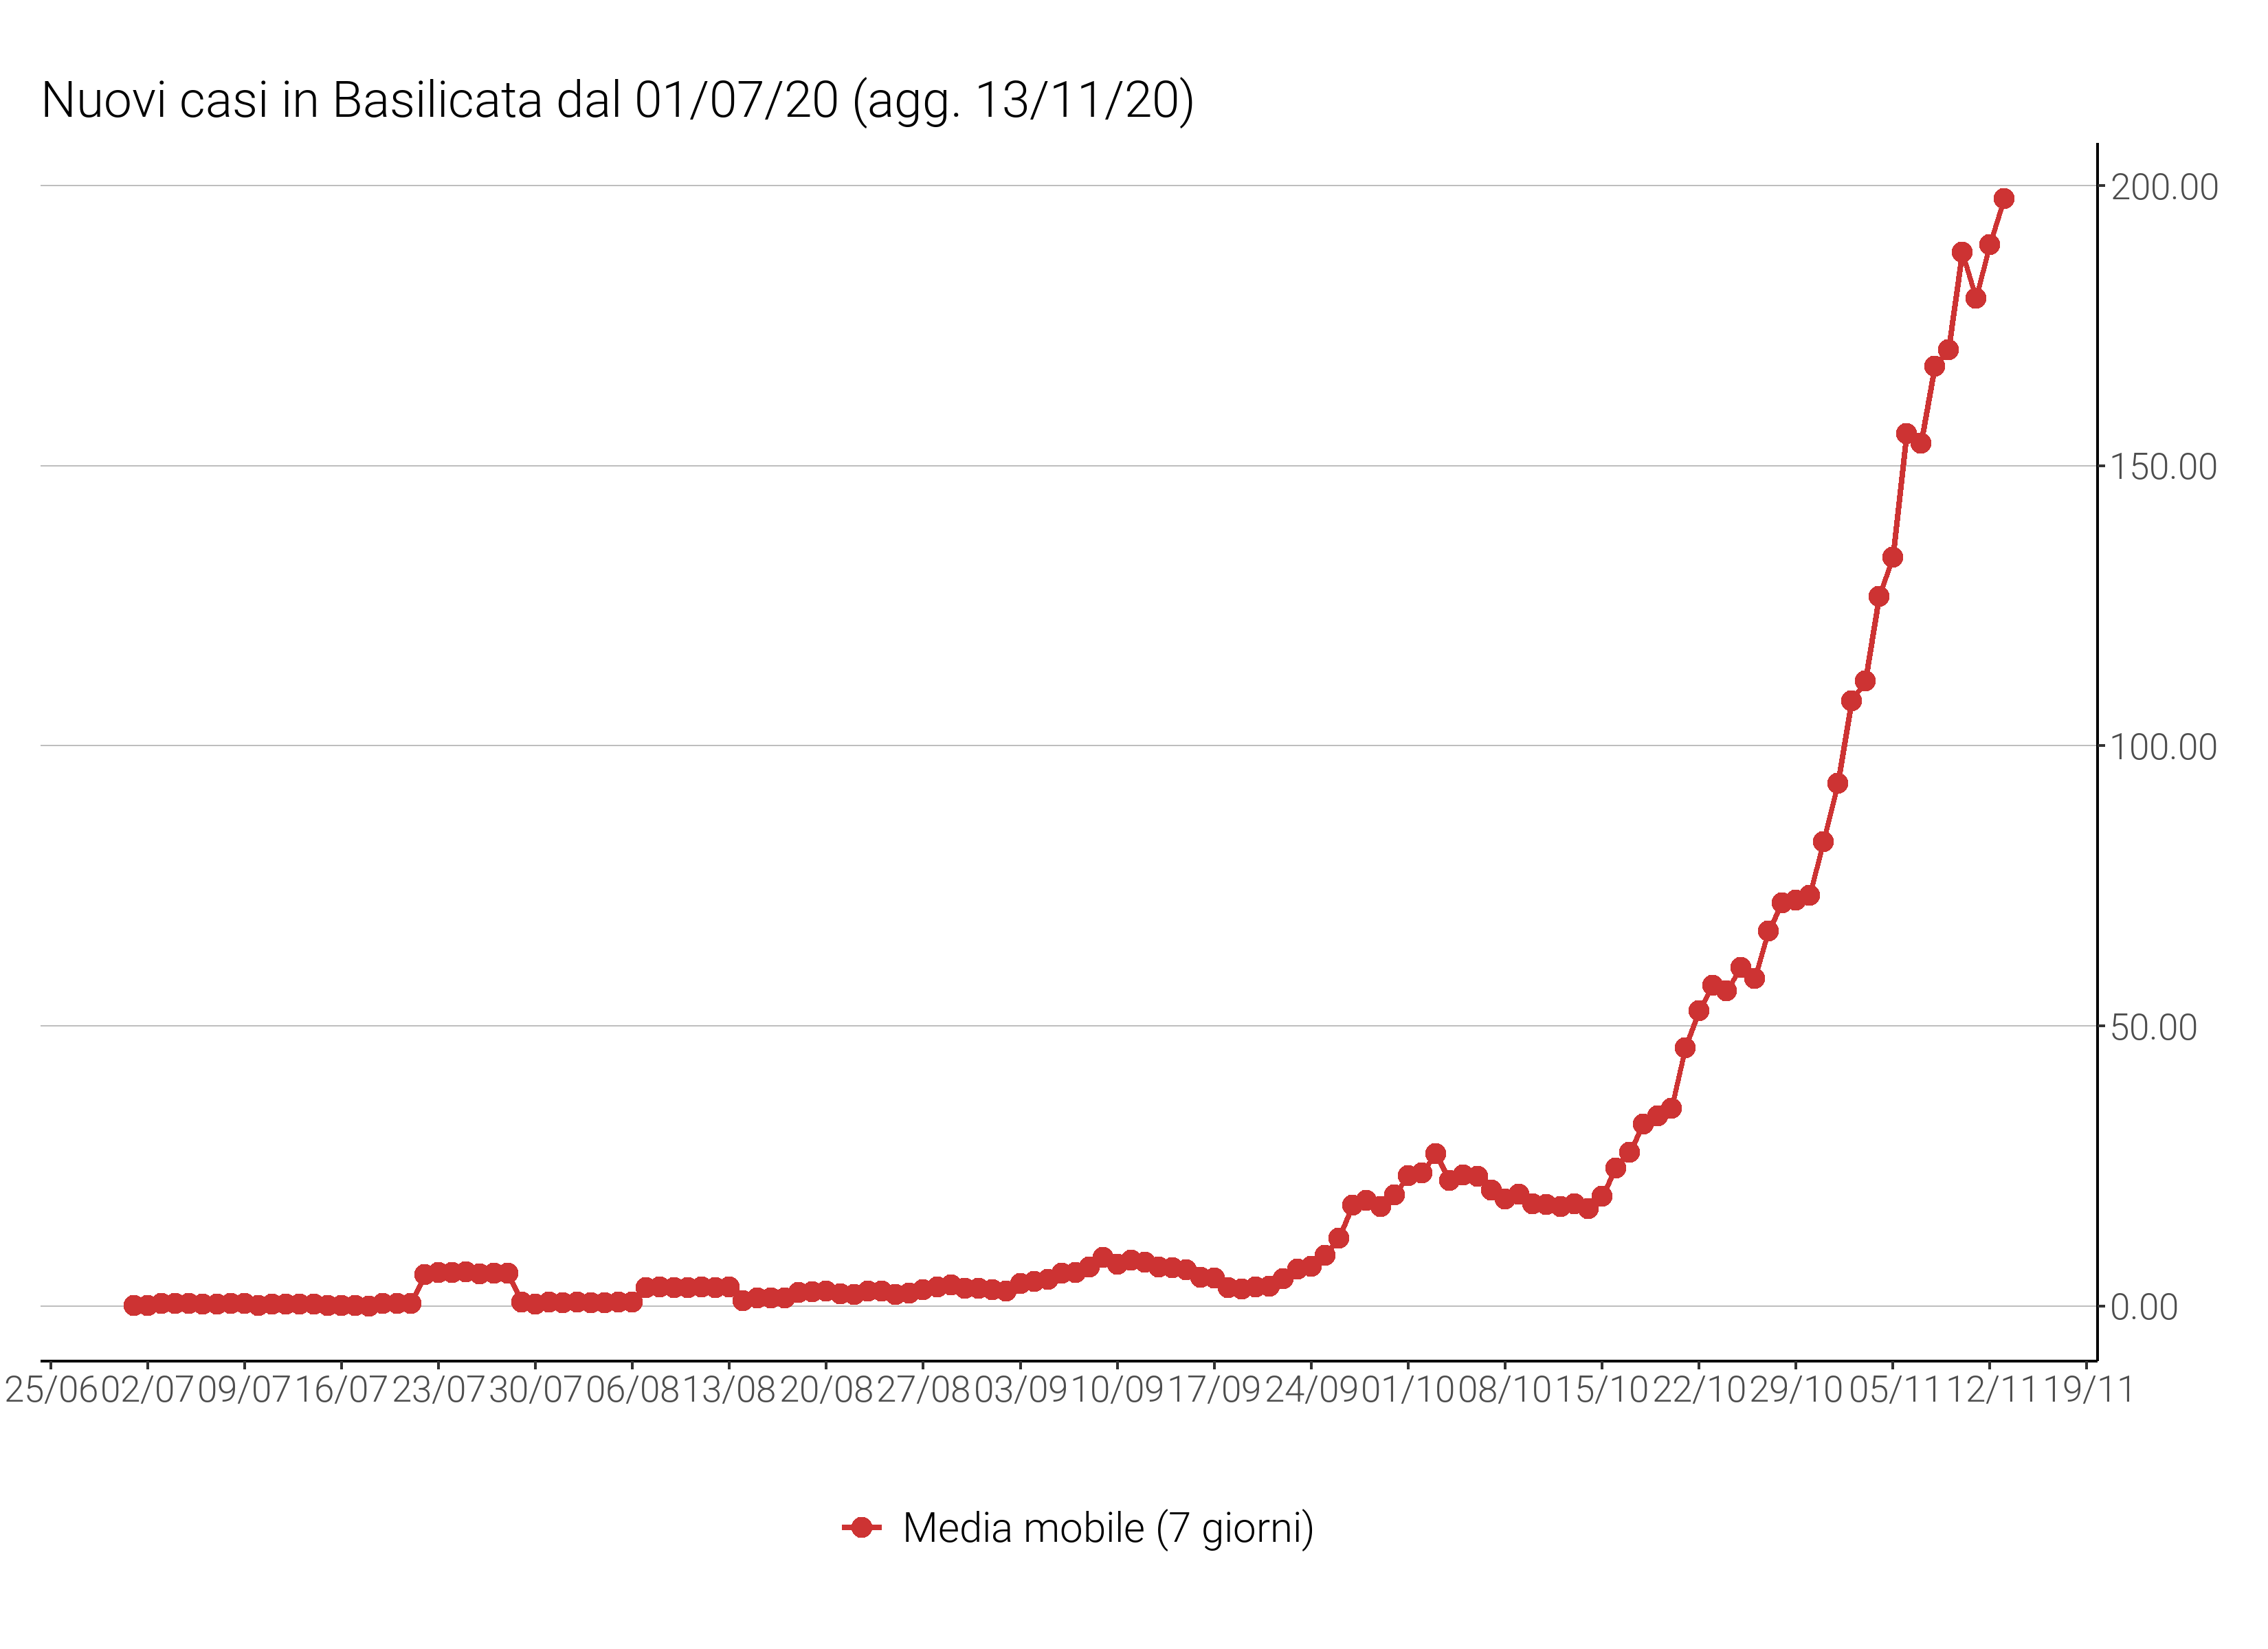 Nuovi casi in Basilicata dal 01/07/20 (agg. 13/11/20)
200.00
150.00
100.00
50.00
0.00
25/06 02/07 09/07 16/07 23/07 30/07 06/08 13/08 20/08 27/08 03/09 10/09 17/09 24/09 01/10 08/10 15/10 22/10 29/10 05/11 12/11 19/11
Media mobile (7 giorni)